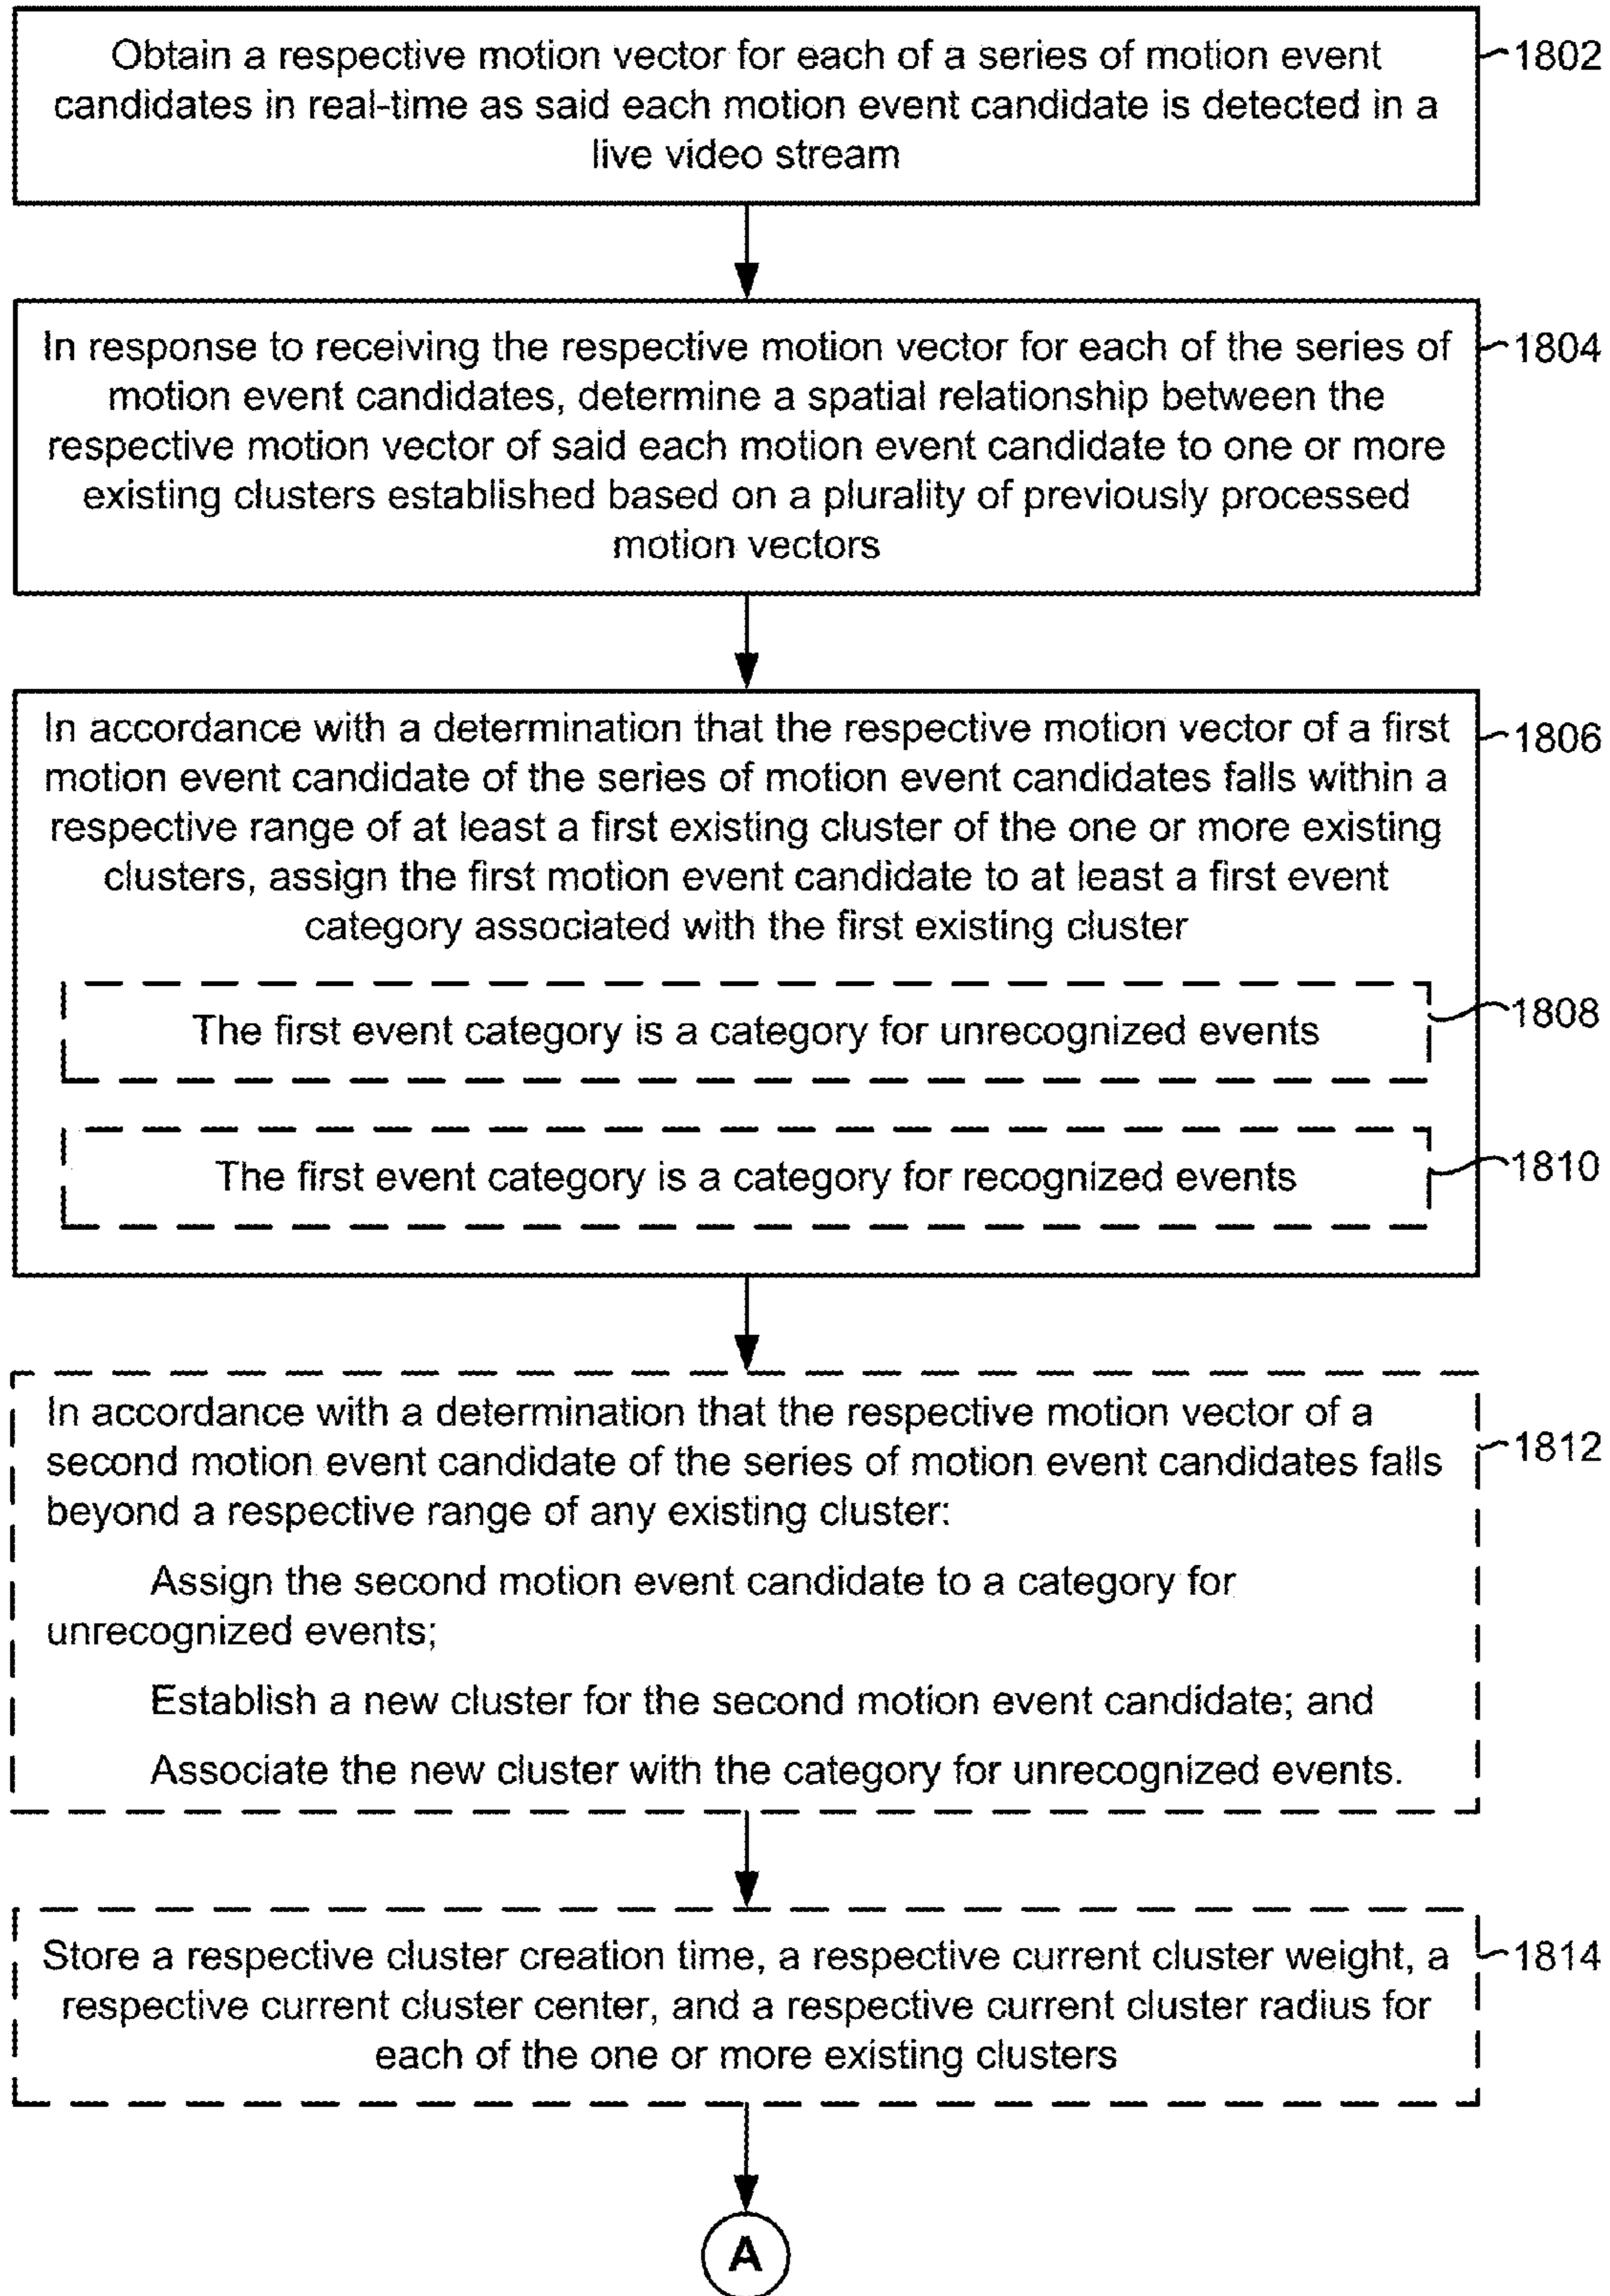 Obtain a respective motion vector for each of a series of motion event
candidates in real-time as said each motion event candidate is detected in a
live video stream
1802
In response to receiving the respective motion vector for each of the series of
motion event candidates, determine a spatial relationship between the
respective motion vector of said each motion event candidate to one or more
existing clusters established based on a plurality of previously processed
motion vectors
1804
In accordance with a determination that the respective motion vector of a first
motion event candidate of the series of motion event candidates falls within a
respective range of at least a first existing cluster of the one or more existing
clusters, assign the first motion event candidate to at least a first event
category associated with the first existing cluster
1806
The first event category is a category for unrecognized events
1808
The first event category is a category for recognized events
1810
In accordance with a determination that the respective motion vector of a
second motion event candidate of the series of motion event candidates falls
beyond a respective range of any existing cluster:
Assign the second motion event candidate to a category for
unrecognized events;
Establish a new cluster for the second motion event candidate; and
Associate the new cluster with the category for unrecognized events.
1812
Store a respective cluster creation time, a respective current cluster weight, a
respective current cluster center, and a respective current cluster radius for
each of the one or more existing clusters
1814
A